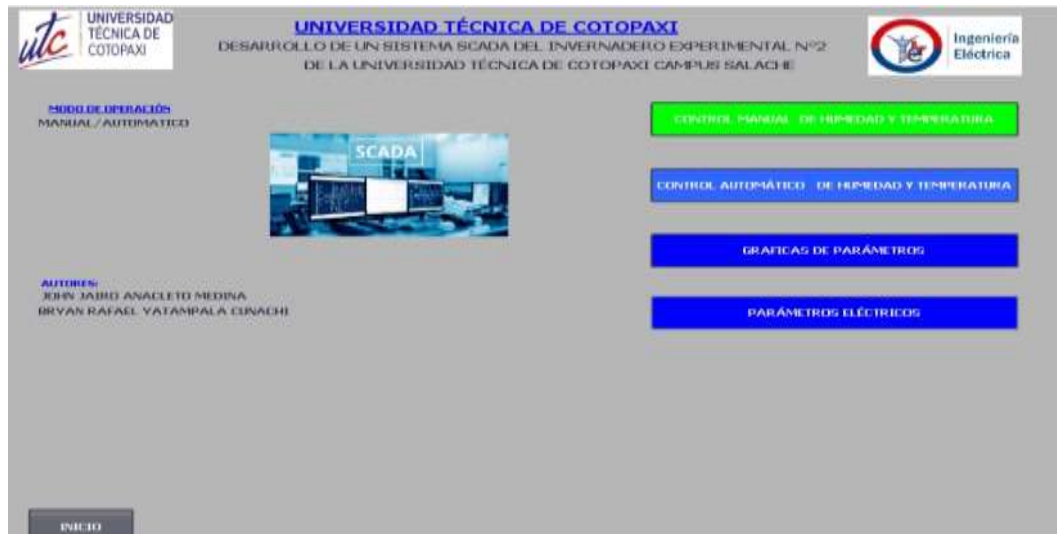 UNIVERSIDAD
TÉCNICA DE
COTOPAXI
utc
UNIVERSIDAD TÉCNICA DE COTOPAXI
DESARROLLO DE UN SISTEMA SCADA DEL INVERNADERO EXPERIMENTAL Nº2
DE LA UNIVERSIDAD TÉCNICA DE COTOPAXI CAMPUS SALACHE
Ingeniería
Eléctrica
MODO DE OPERACIÓN
MANUAL/AUTOMATICO
SCADA
CONTROL MANUAL DE HUMEDAD Y TEMPERATURA
CONTROL AUTOMÁTICO DE HUMEDAD Y TEMPERATURA
GRAFICAS DE PARÁMETROS
PARÁMETROS ELÉCTRICOS
AUTORES:
JOHN JAIRO ANACLETO MEDINA
BRYAN RAFAEL YATAMPALA CUNACHI
INICIO